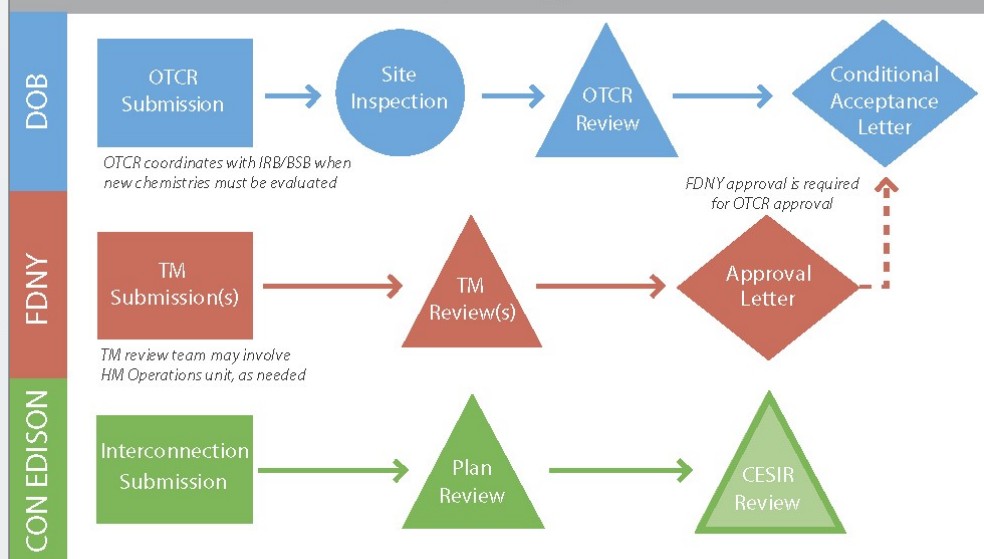 DOB
OTCR
Submission
Site
Inspection
OTCR
Review
Conditional
Acceptance
Letter
OTCR coordinates with IRB/BSB when
new chemistries must be evaluated
FDNY approval is required
for OTCR approval
FDNY
TM
Submission(s)
TM
Review(s)
Approval
Letter
TM review team may involve
HM Operations unit, as needed
CON EDISON
Interconnection
Submission
Plan
Review
CESIR
Review